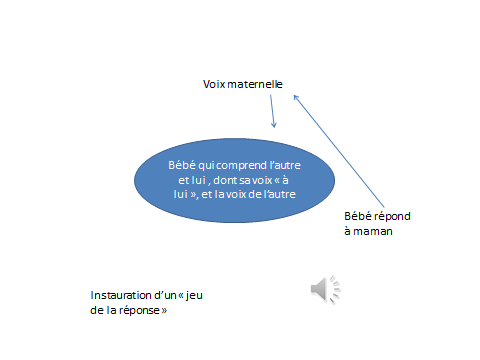 Voix maternelle
Bébé qui comprend l'autre
et lui , dont sa voix « à
lui », et la voix de l'autre
Bébé répond
à maman
Instauration d'un « jeu
de la réponse »